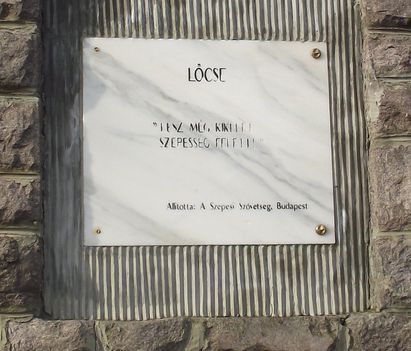 LŐCSE
"LESZ MÉG KIKELET
SZEPESSÉG FELETT!"
Állította: A Szepesi Szövetség, Budapest